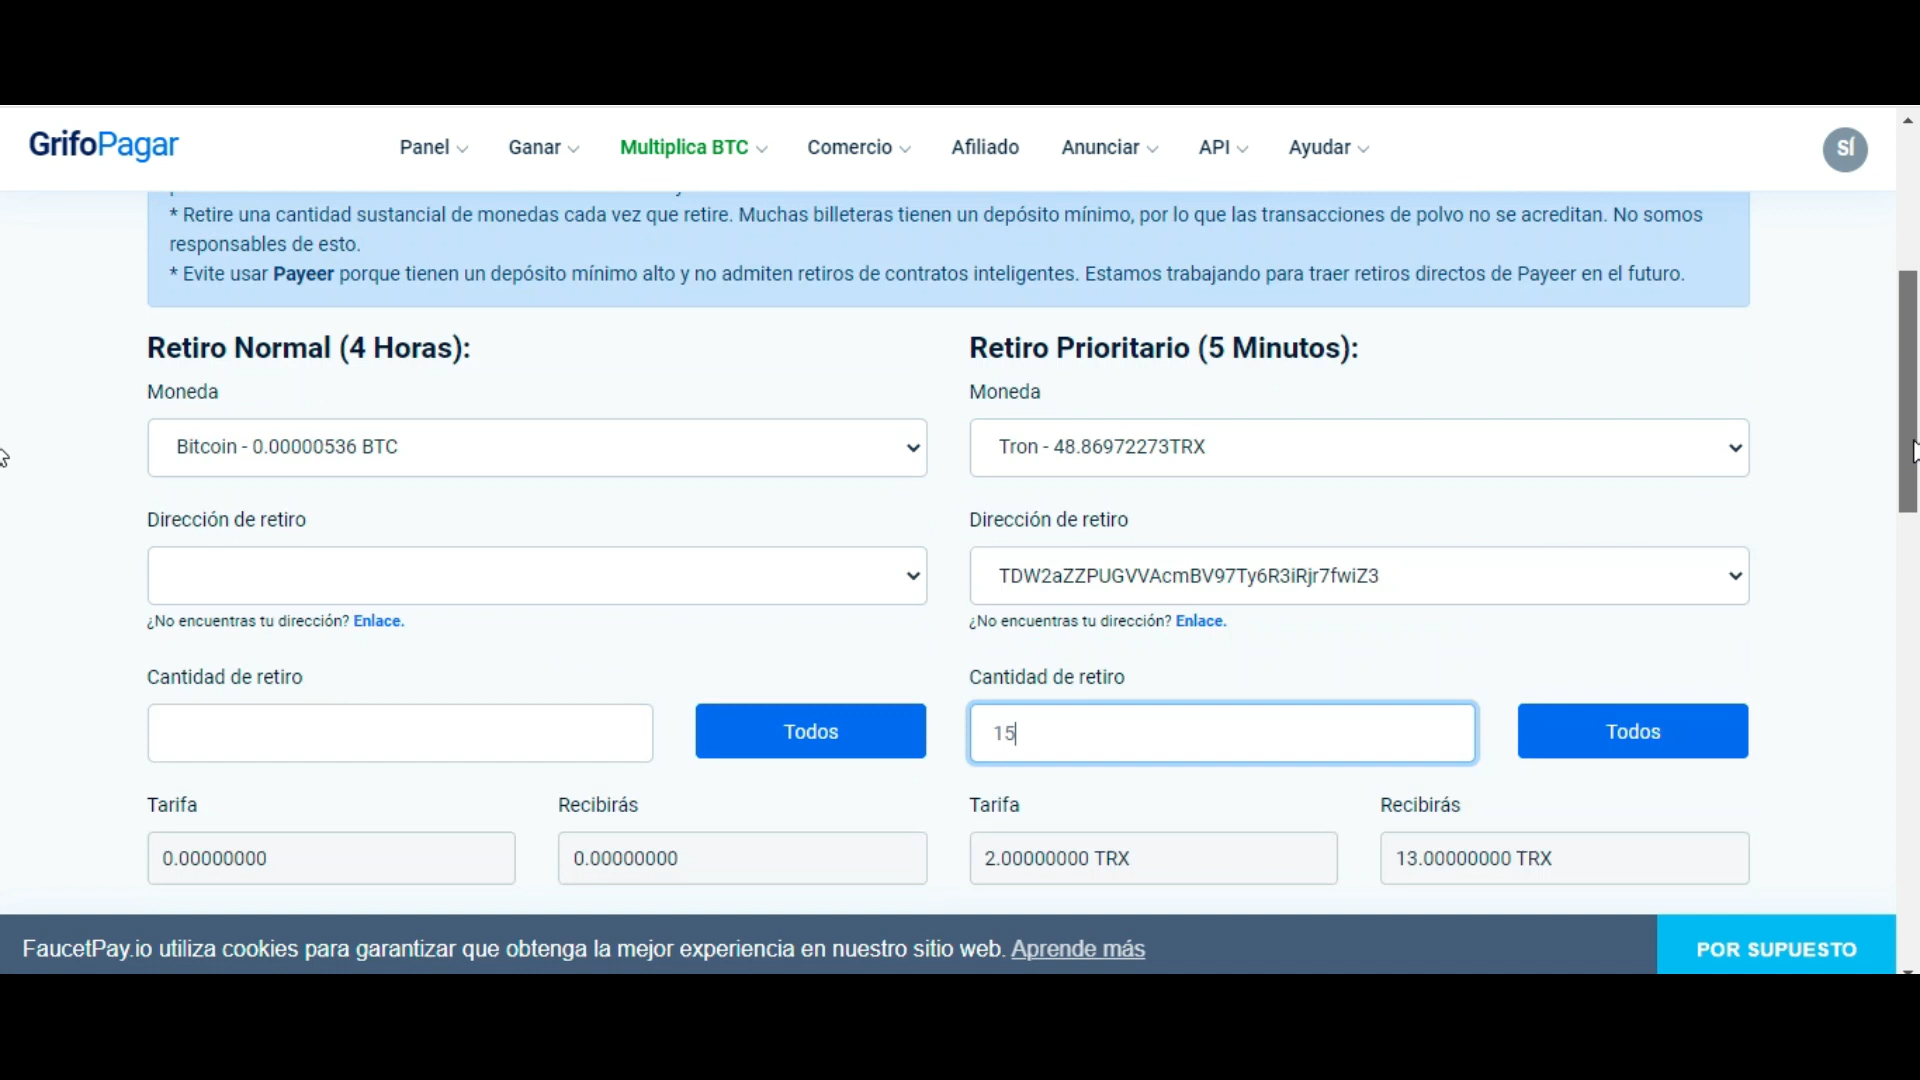 GrifoPagar
Panel
Ganar
Multiplica BTC
Comercio
Afiliado
Anunciar
API
Ayudar
SÍ
* Retire una cantidad sustancial de monedas cada vez que retire. Muchas billeteras tienen un depósito mínimo, por lo que las transacciones de polvo no se acreditan. No somos
responsables de esto.
* Evite usar Payeer porque tienen un depósito mínimo alto y no admiten retiros de contratos inteligentes. Estamos trabajando para traer retiros directos de Payeer en el futuro.
Retiro Normal (4 Horas):
Moneda
Bitcoin - 0.00000536 BTC
Dirección de retiro
¿No encuentras tu dirección? Enlace.
Cantidad de retiro
Todos
Tarifa
Recibirás
0.00000000
0.00000000
Retiro Prioritario (5 Minutos):
Moneda
Tron - 48.86972273TRX
Dirección de retiro
TDW2aZZPUGVVAcmBV97Ty6R3iRjr7fwiZ3
¿No encuentras tu dirección? Enlace.
Cantidad de retiro
15
Todos
Tarifa
Recibirás
2.00000000 TRX
13.00000000 TRX
FaucetPay.io utiliza cookies para garantizar que obtenga la mejor experiencia en nuestro sitio web. Aprende más
POR SUPUESTO